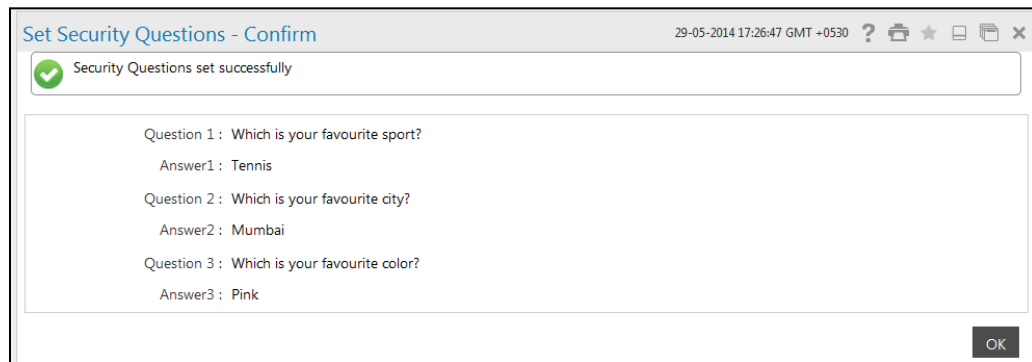 Set Security Questions - Confirm 29-05-2014 17:26:47 GMT +0530 ?
Security Questions set successfully
Question 1 : Which is your favourite sport?
Answer1 : Tennis
Question 2 : Which is your favourite city?
Answer2 : Mumbai
Question 3 : Which is your favourite color?
Answer3 : Pink
OK